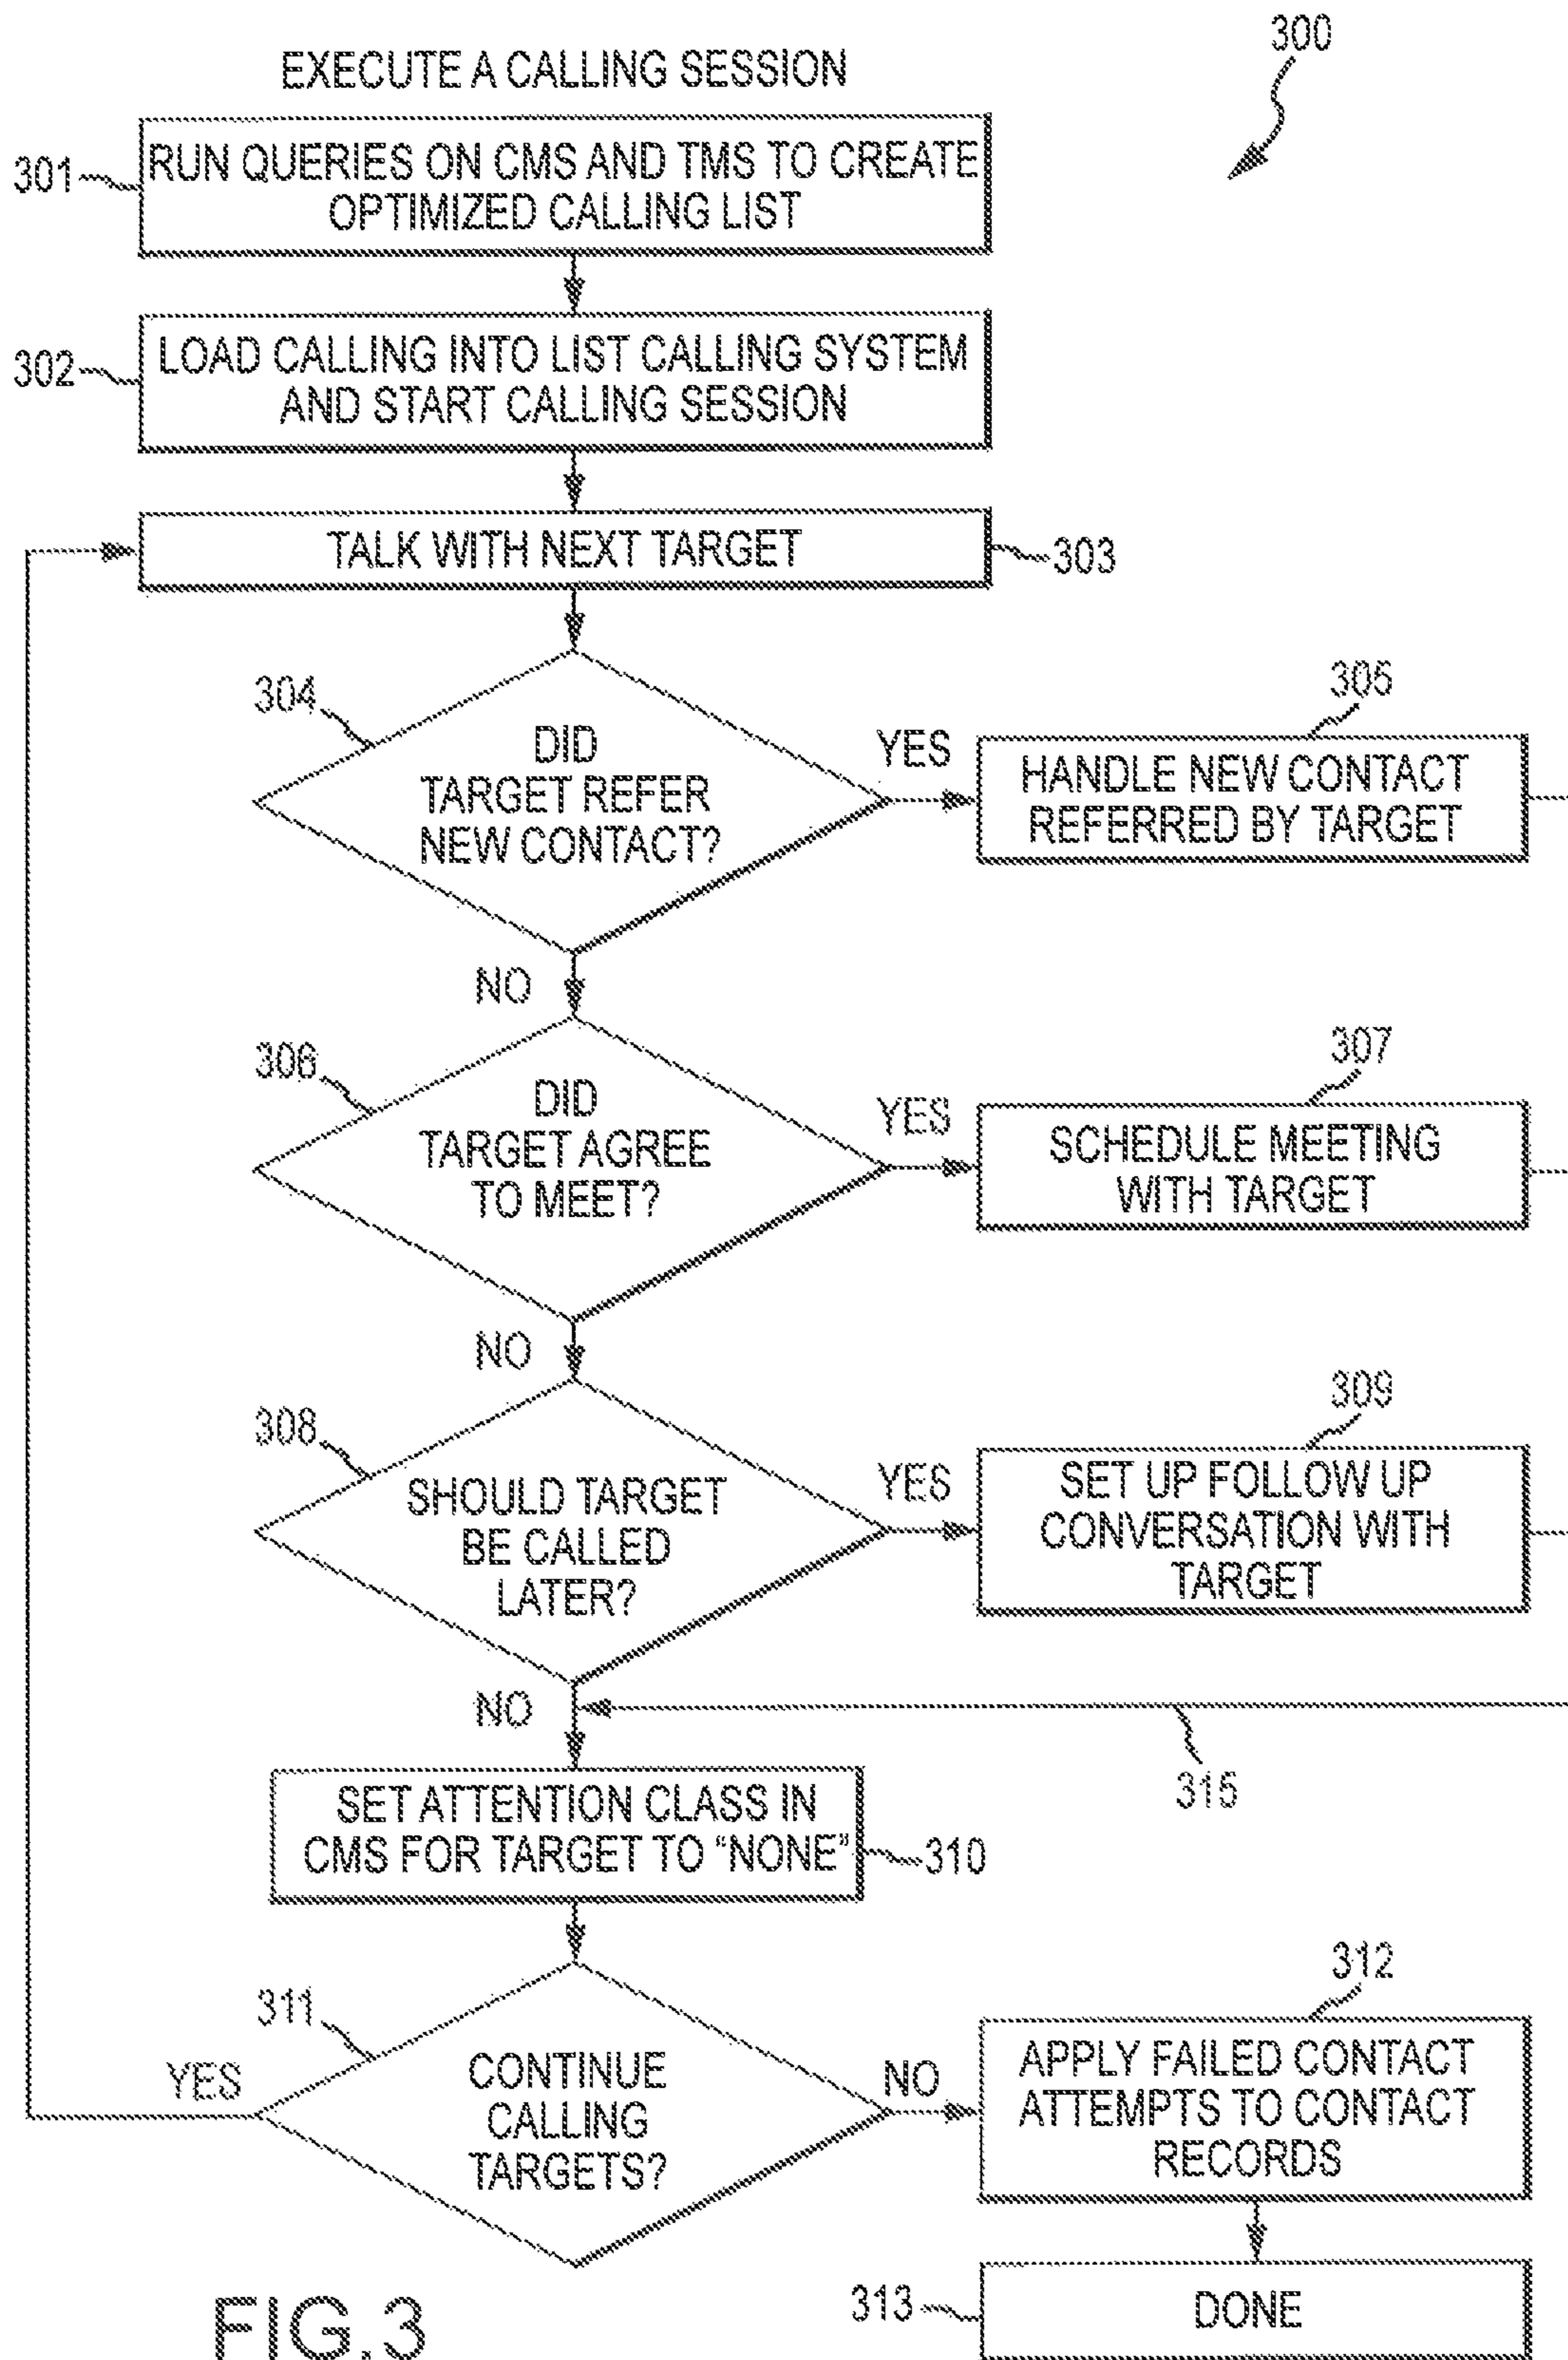 300
EXECUTE A CALLING SESSION
301
RUN QUERIES ON CMS AND TMS TO CREATE
OPTIMIZED CALLING LIST
302
LOAD CALLING INTO LIST CALLING SYSTEM
AND START CALLING SESSION
TALK WITH NEXT TARGET
303
304
DID
TARGET REFER
NEW CONTACT?
YES
305
HANDLE NEW CONTACT
REFERRED BY TARGET
NO
306
DID
TARGET AGREE
TO MEET?
YES
307
SCHEDULE MEETING
WITH TARGET
NO
308
SHOULD TARGET
BE CALLED
LATER?
YES
309
SET UP FOLLOW UP
CONVERSATION WITH
TARGET
NO
315
SET ATTENTION CLASS IN
CMS FOR TARGET TO “NONE”
310
311
YES
CONTINUE
CALLING
TARGETS?
NO
312
APPLY FAILED CONTACT
ATTEMPTS TO CONTACT
RECORDS
313
DONE
FIG.3